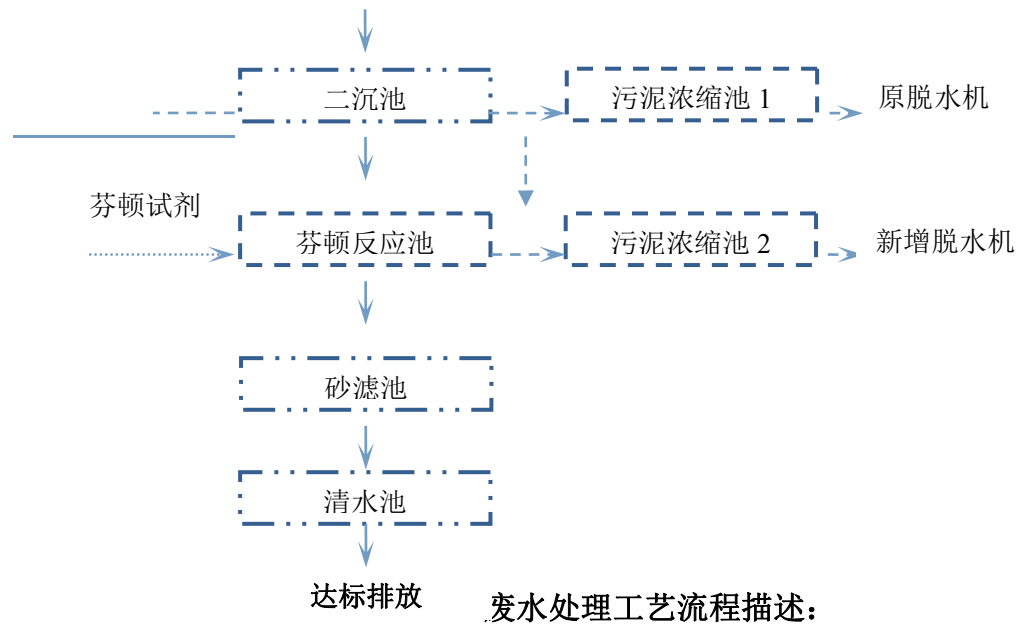 二沉池
污泥浓缩池 1
原脱水机
芬顿试剂
芬顿反应池
污泥浓缩池 2
新增脱水机
砂滤池
清水池
达标排放
废水处理工艺流程描述：